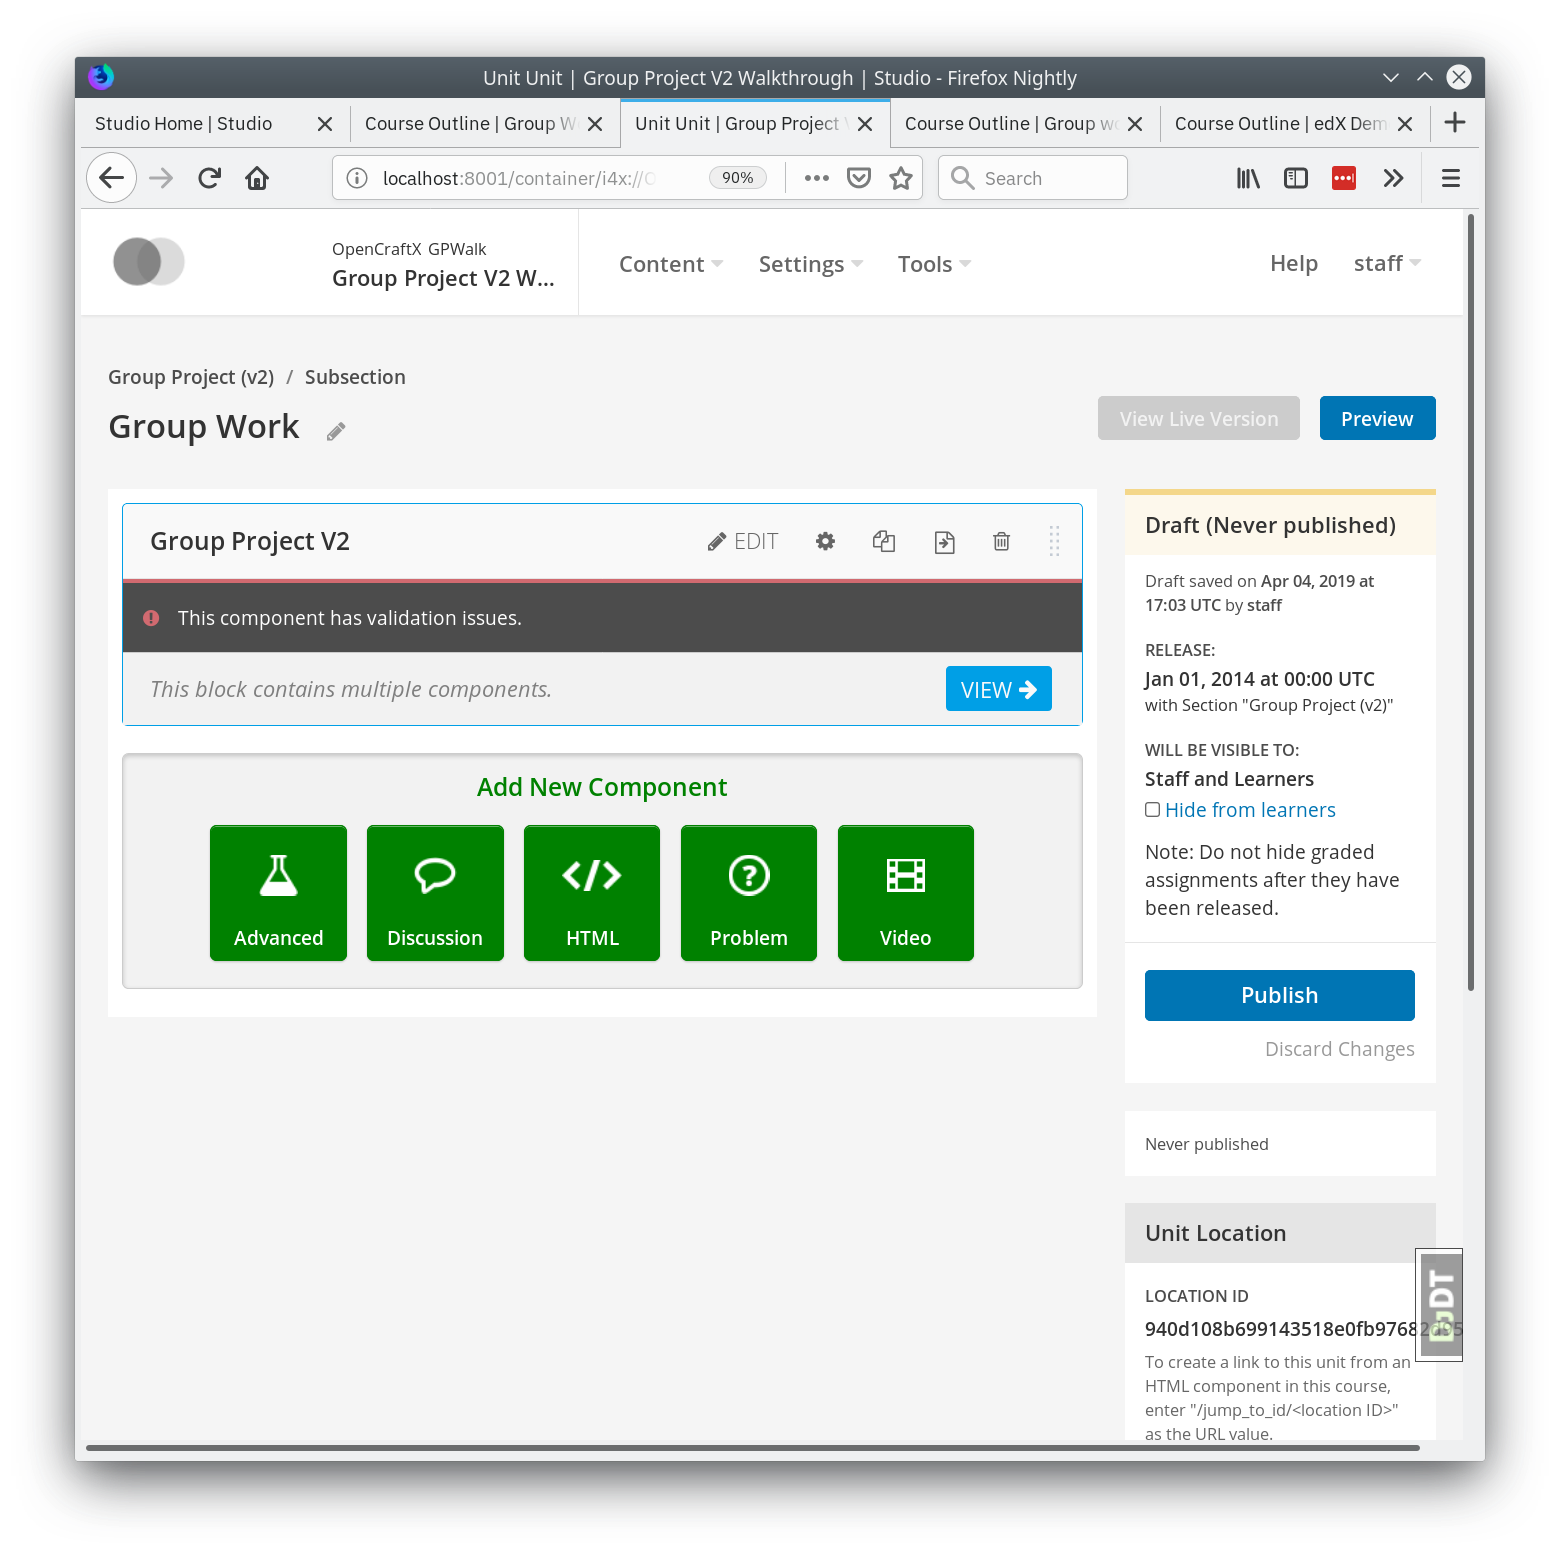 Unit Unit | Group Project V2 Walkthrough | Studio - Firefox Nightly
Studio Home | Studio
Course Outline | Group W
Unit Unit | Group Project
Course Outline | Group wo
Course Outline | edX Dem
localhost:8001/container/i4x://O
90%
Search
OpenCraftX GPWalk
Group Project V2 W...
Content
Settings
Tools
Help
staff
Group Project (v2) / Subsection
Group Work
View Live Version
Preview
Group Project V2
EDIT
This component has validation issues.
This block contains multiple components.
VIEW
Add New Component
Advanced
Discussion
HTML
Problem
Video
Draft (Never published)
Draft saved on Apr 04, 2019 at
17:03 UTC by staff
RELEASE:
Jan 01, 2014 at 00:00 UTC
with Section "Group Project (v2)"
WILL BE VISIBLE TO:
Staff and Learners
Hide from learners
Note: Do not hide graded
assignments after they have
been released.
Publish
Discard Changes
Never published
Unit Location
LOCATION ID
940d108b699143518e0fb97682d95
To create a link to this unit from an
HTML component in this course,
enter "/jump_to_id/<location ID>"
as the URL value.
DjDT